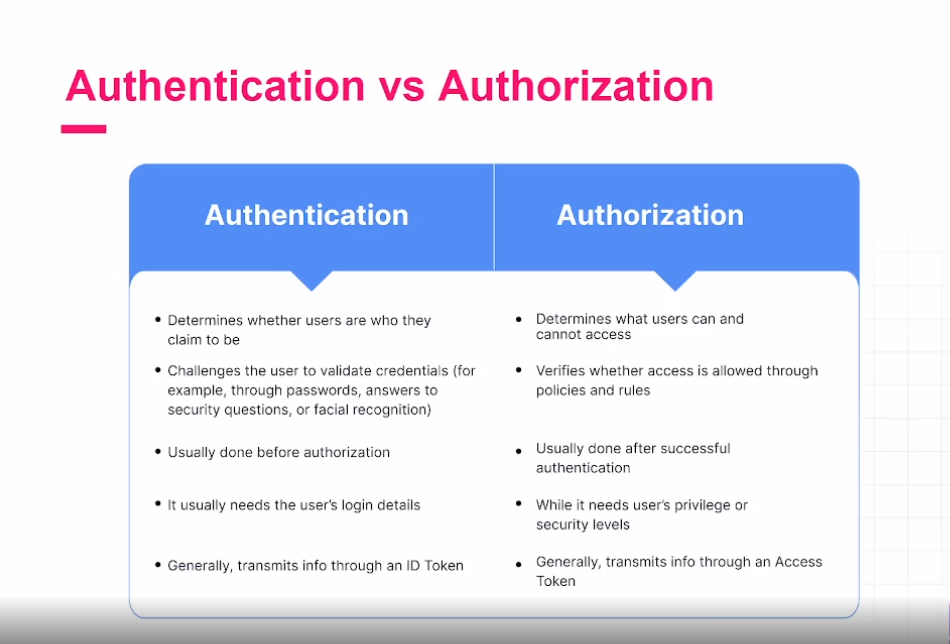 Authentication vs Authorization
Authentication
Authorization
• Determines whether users are who they
claim to be
• Challenges the user to validate credentials (for
example, through passwords, answers to
security questions, or facial recognition)
• Usually done before authorization
• It usually needs the user's login details
• Generally, transmits info through an ID Token
• Determines what users can and
cannot access
• Verifies whether access is allowed through
policies and rules
• Usually done after successful
authentication
• While it needs user's privilege or
security levels
• Generally, transmits info through an Access
Token